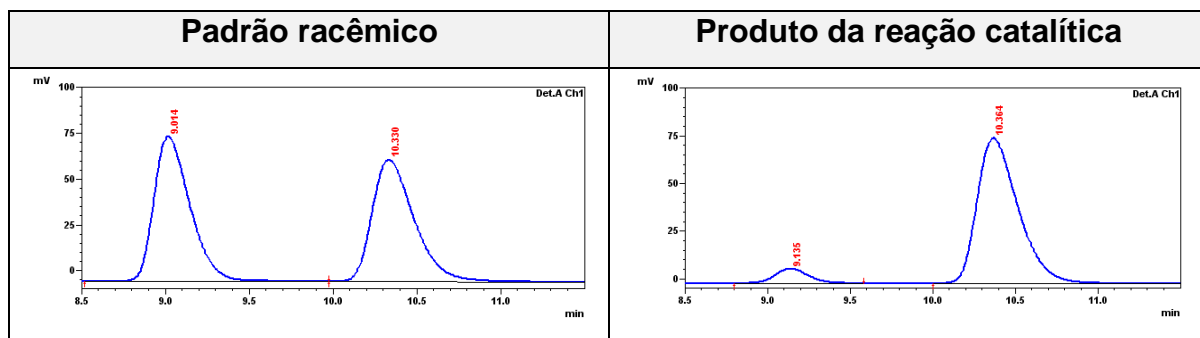 Padrão racêmico
Produto da reação catalítica
mV
100
Det.A Ch1
9.014
10.330
75
50
25
0
8.5 9.0 9.5 10.0 10.5 11.0
min
mV
100
Det.A Ch1
9.135
10.364
75
50
25
0
8.5 9.0 9.5 10.0 10.5 11.0
min